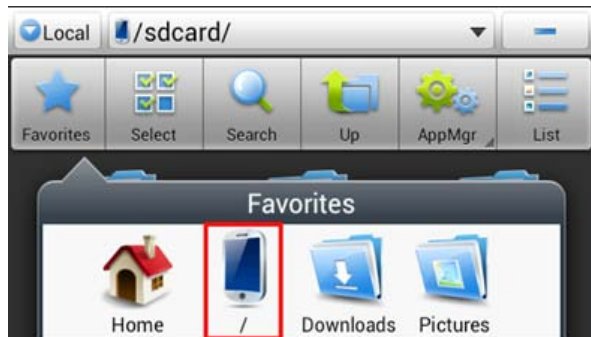 Local /sdcard/
Favorites Select Search Up AppMgr List
Favorites
Home / Downloads Pictures